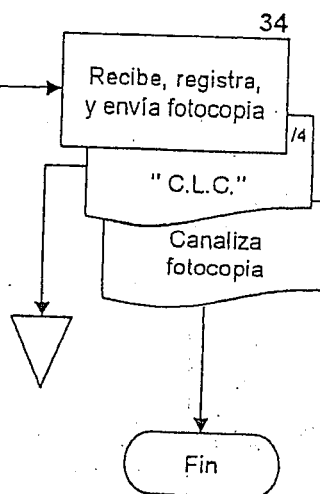 34
Recibe, registra,
y envía fotocopia
/4
" C.L.C."
Canaliza
fotocopia
Fin